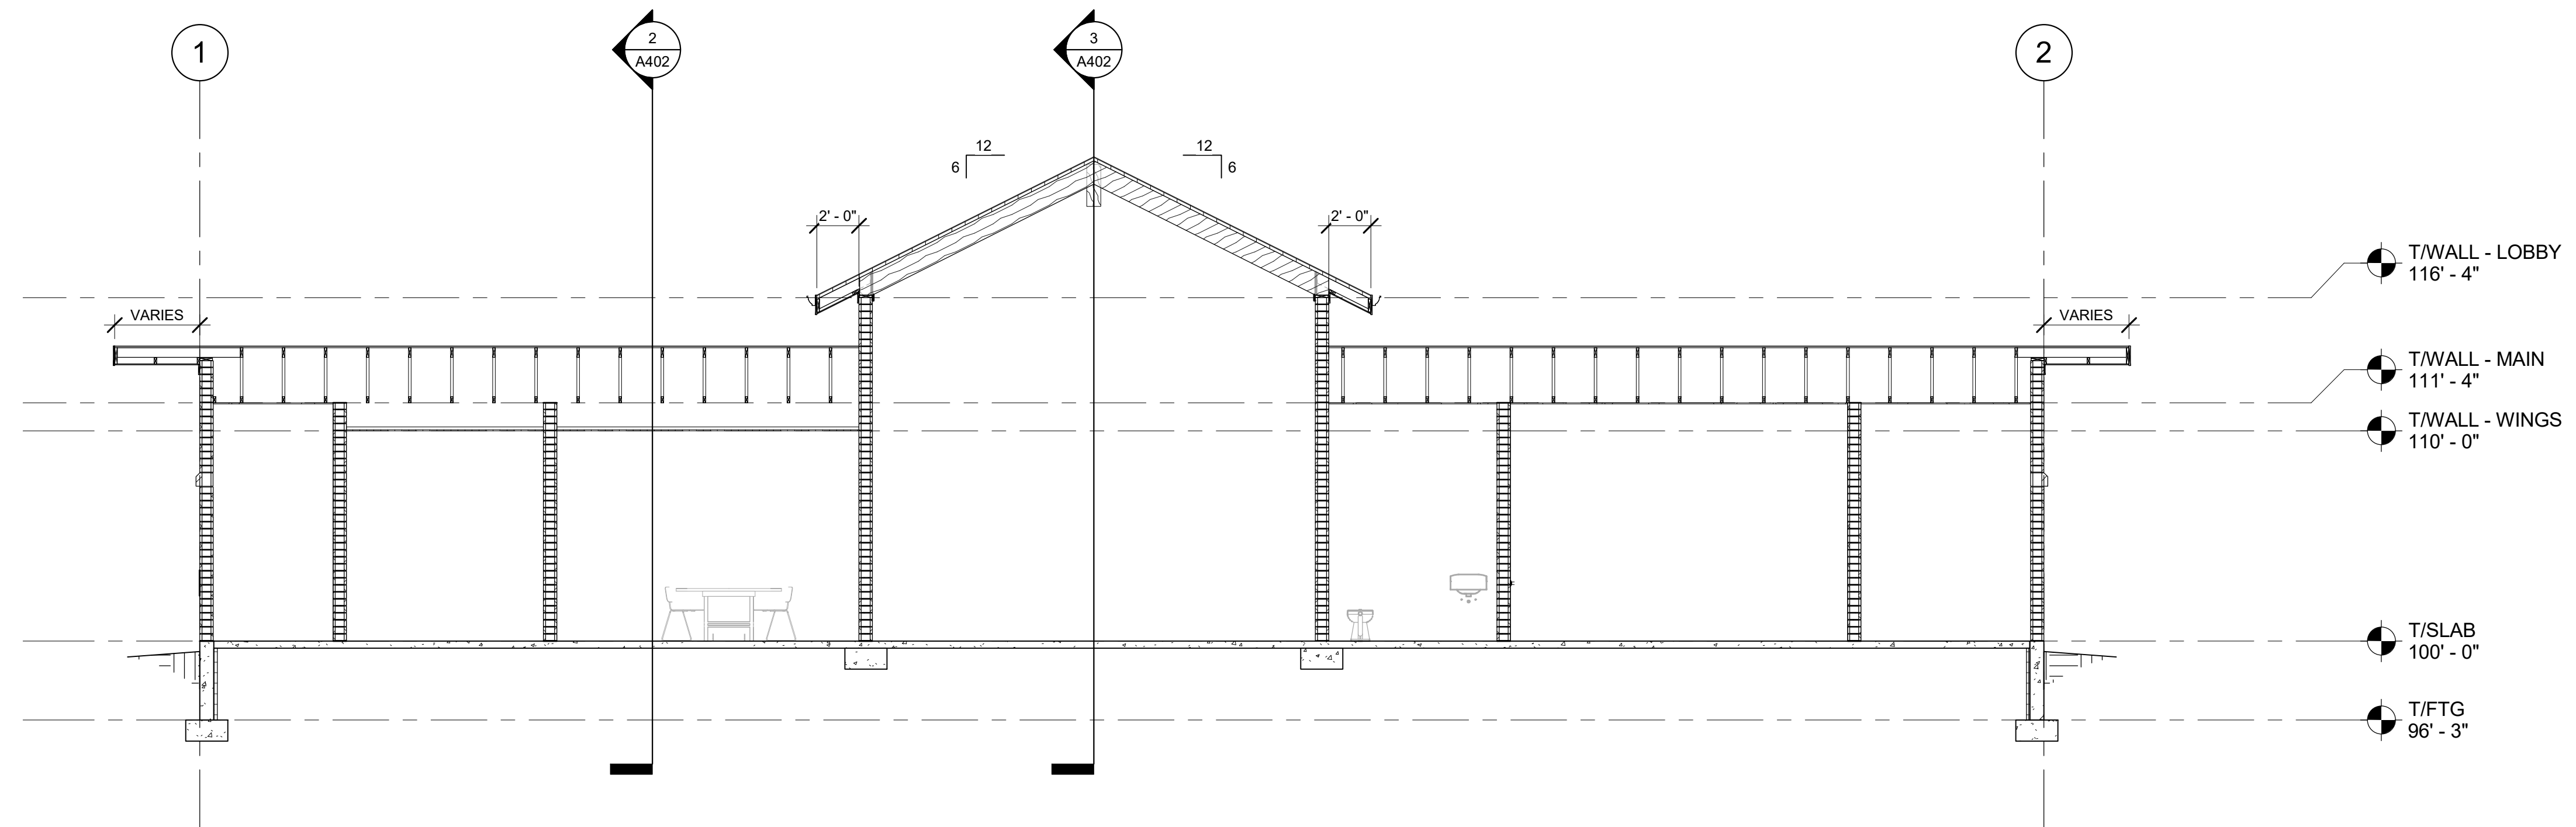 1
2
A402
3
A402
2
12
6
12
6
2' - 0"
2' - 0"
VARIES
VARIES
T/WALL - LOBBY
116' - 4"
T/WALL - MAIN
111' - 4"
T/WALL - WINGS
110' - 0"
T/SLAB
100' - 0"
T/FTG
96' - 3"